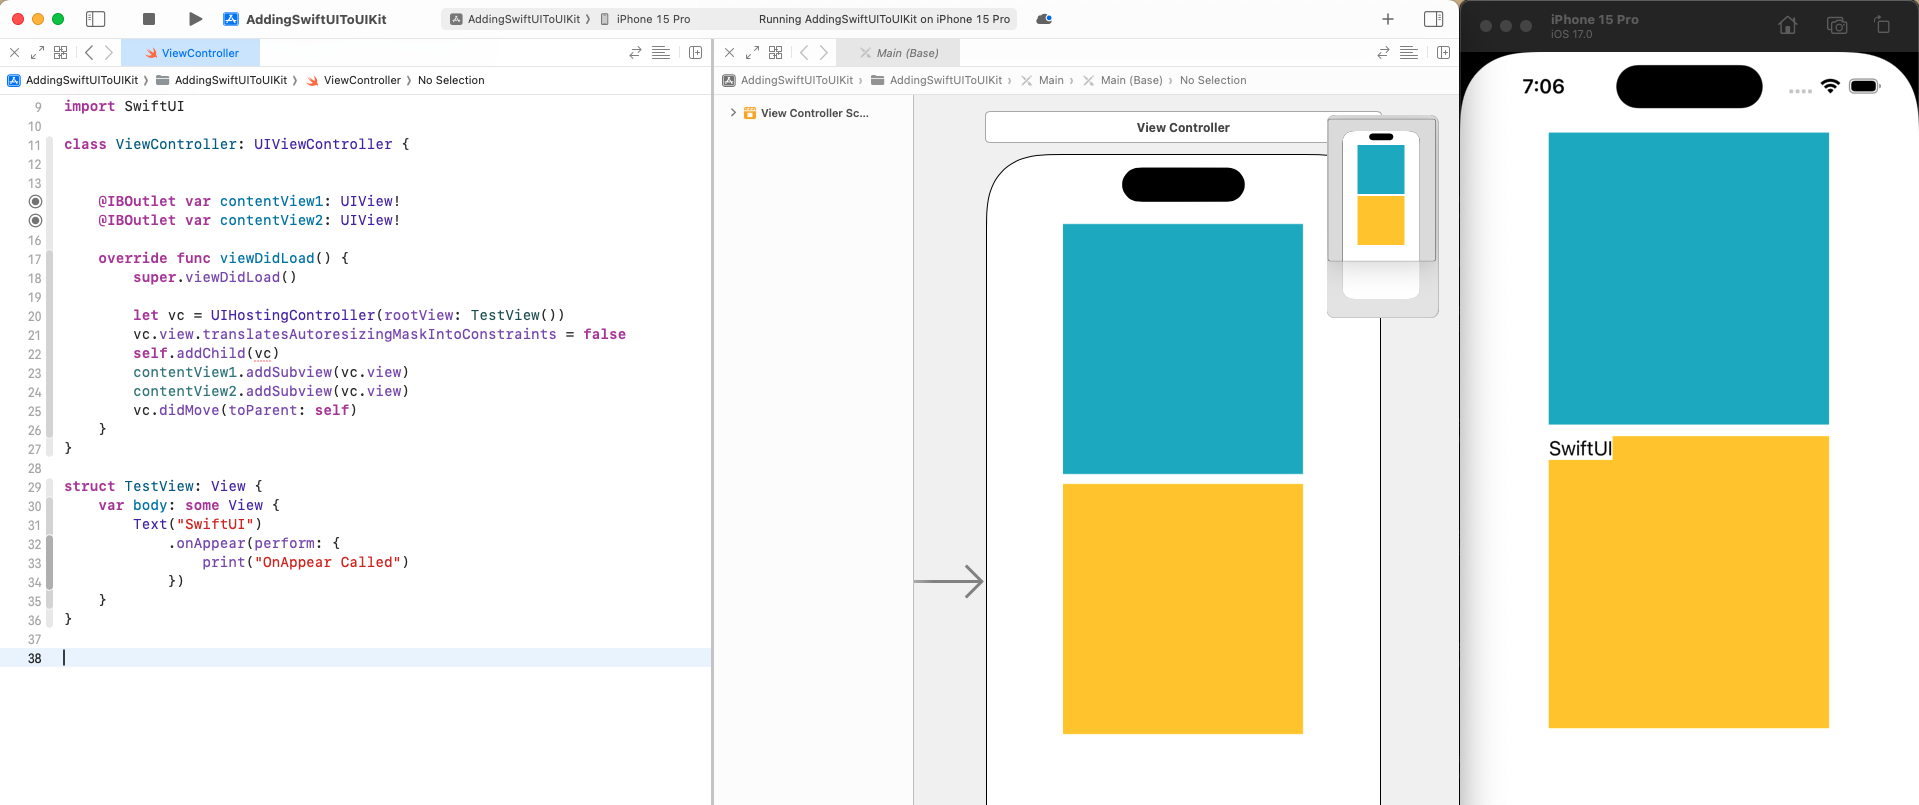 AddingSwiftUIToUIKit
AddingSwiftUIToUIKit 〉 iPhone 15 Pro
Running AddingSwiftUIToUIKit on iPhone 15 Pro
ViewController
AddingSwiftUIToUIKit 〉 AddingSwiftUIToUIKit 〉 ViewController 〉 No Selection
9 import SwiftUI
10
11 class ViewController: UIViewController {
12
13
@IBOutlet var contentView1: UIView!
@IBOutlet var contentView2: UIView!
16
17 override func viewDidLoad() {
18 super.viewDidLoad()
19
20 let vc = UIHostingController(rootView: TestView())
21 vc.view.translatesAutoresizingMaskIntoConstraints = false
22 self.addChild(vc)
23 contentView1.addSubview(vc.view)
24 contentView2.addSubview(vc.view)
25 vc.didMove(toParent: self)
26 }
27 }
28
29 struct TestView: View {
30 var body: some View {
31 Text("SwiftUI")
32 .onAppear(perform: {
33 print("OnAppear Called")
34 })
35 }
36 }
37
38
Main (Base)
AddingSwiftUIToUIKit 〉 AddingSwiftUIToUIKit 〉 Main 〉 Main (Base) 〉 No Selection
View Controller Sc...
View Controller
iPhone 15 Pro
iOS 17.0
7:06
SwiftUI